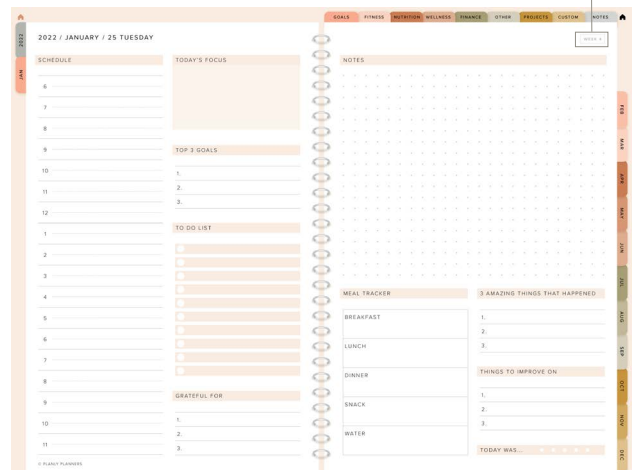 GOALS
FITNESS
NUTRITION
WELLNESS
FINANCE
OTHER
PROJECTS
CUSTOM
NOTES
2022
JAN
2022 / JANUARY / 25 TUESDAY
SCHEDULE
6
7
8
9
10
11
12
1
2
3
4
5
6
7
8
9
10
11
© PLANLY PLANNERS
TODAY'S FOCUS
TOP 3 GOALS
1.
2.
3.
TO DO LIST
GRATEFUL FOR
1.
2.
3.
WEEK 4
NOTES
MEAL TRACKER
BREAKFAST
LUNCH
DINNER
SNACK
WATER
3 AMAZING THINGS THAT HAPPENED
1.
2.
3.
THINGS TO IMPROVE ON
1.
2.
3.
TODAY WAS...
FEB
MAR
APR
MAY
JUN
JUL
AUG
SEP
OCT
NOV
DEC